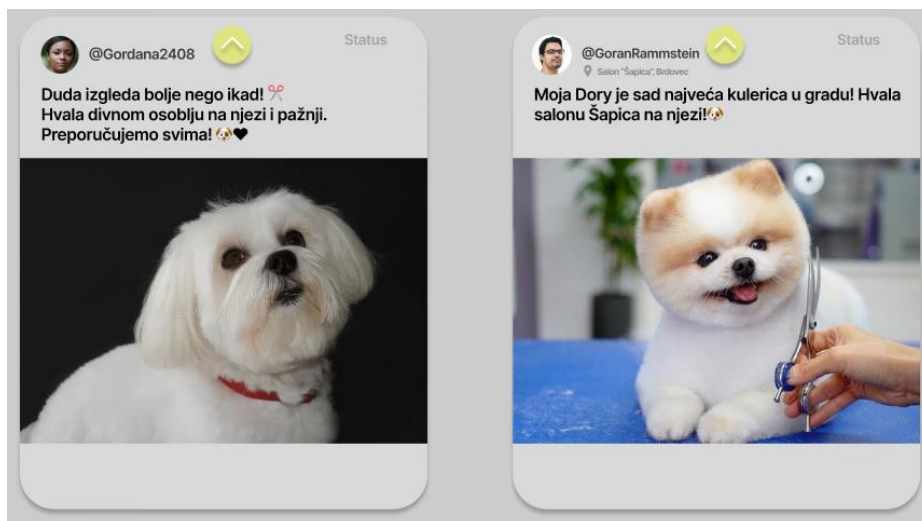 @Gordana2408
Status
Duda izgleda bolje nego ikad! ✂️
Hvala divnom osoblju na njezi i pažnji.
Preporučujemo svima! 🐶🖤
@GoranRammstein
Status
Salon "Šapica", Brdovec
Moja Dory je sad najveća kulerica u gradu! Hvala
salonu Šapica na njezi!🐶